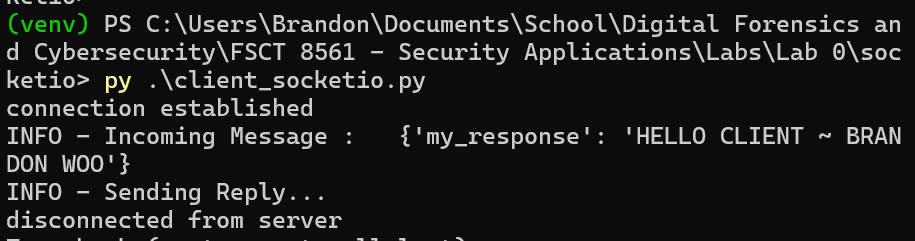 (venv) PS C:\Users\Brandon\Documents\School\Digital Forensics an
d Cybersecurity\FSCT 8561 - Security Applications\Labs\Lab 0\soc
ketio> py .\client_socketio.py
connection established
INFO - Incoming Message :   {'my_response': 'HELLO CLIENT ~ BRAN
DON WOO'}
INFO - Sending Reply...
disconnected from server